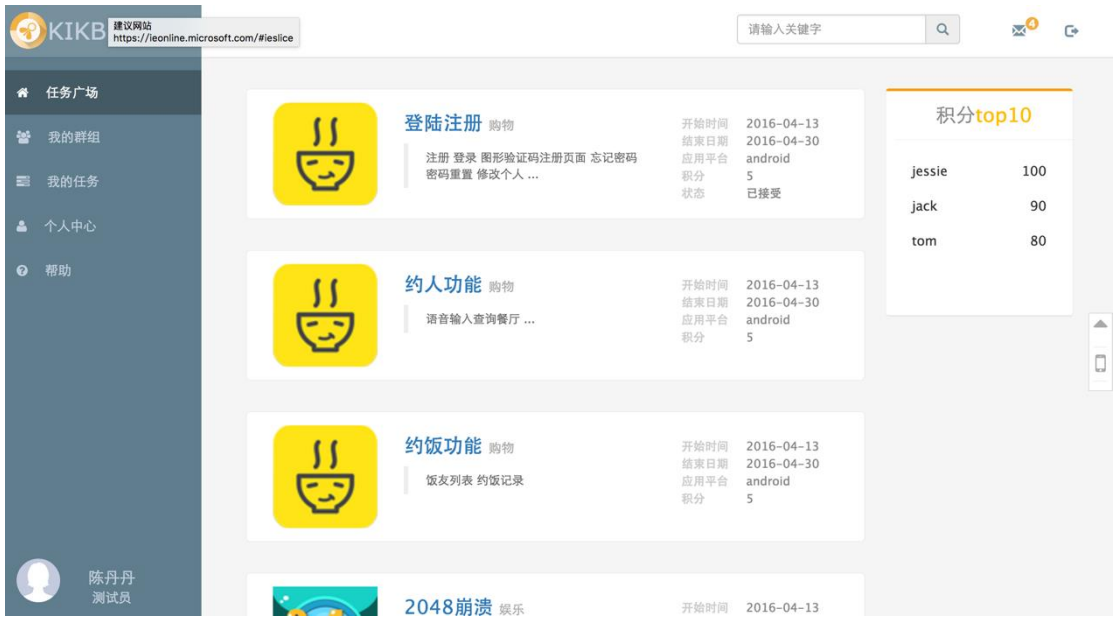 KIKB
建议网站
https://ieonline.microsoft.com/#ieslice
请输入关键字
4
任务广场
我的群组
我的任务
个人中心
帮助
陈丹丹
测试员
登陆注册 购物
注册 登录 图形验证码注册页面 忘记密码
密码重置 修改个人 ...
开始时间 2016-04-13
结束日期 2016-04-30
应用平台 android
积分 5
状态 已接受
约人功能 购物
语音输入查询餐厅 ...
开始时间 2016-04-13
结束日期 2016-04-30
应用平台 android
积分 5
约饭功能 购物
饭友列表 约饭记录
开始时间 2016-04-13
结束日期 2016-04-30
应用平台 android
积分 5
2048崩溃 娱乐
开始时间 2016-04-13
积分top10
jessie 100
jack 90
tom 80